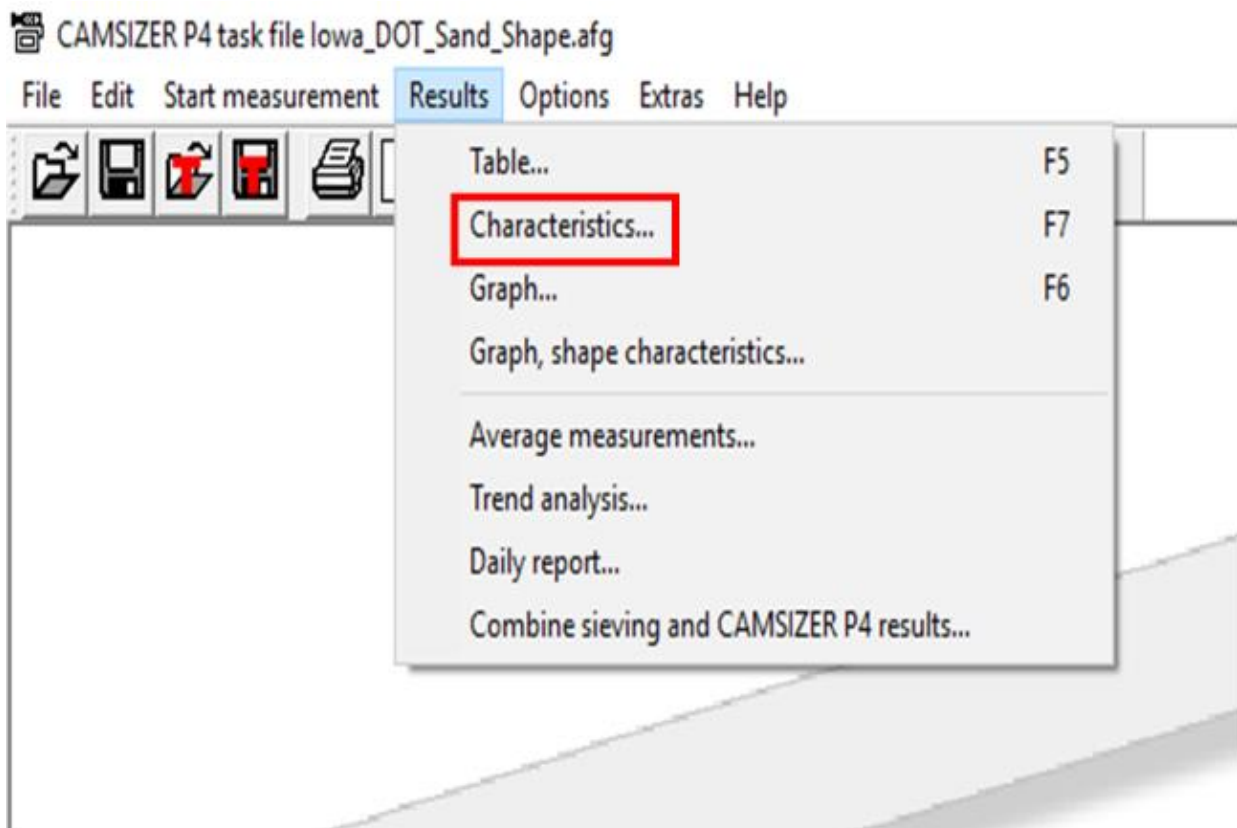 CAMSIZER P4 task file Iowa_DOT_Sand_Shape.afg
File Edit Start measurement Results Options Extras Help
T T
Table... F5
Characteristics... F7
Graph... F6
Graph, shape characteristics...
Average measurements...
Trend analysis...
Daily report...
Combine sieving and CAMSIZER P4 results...